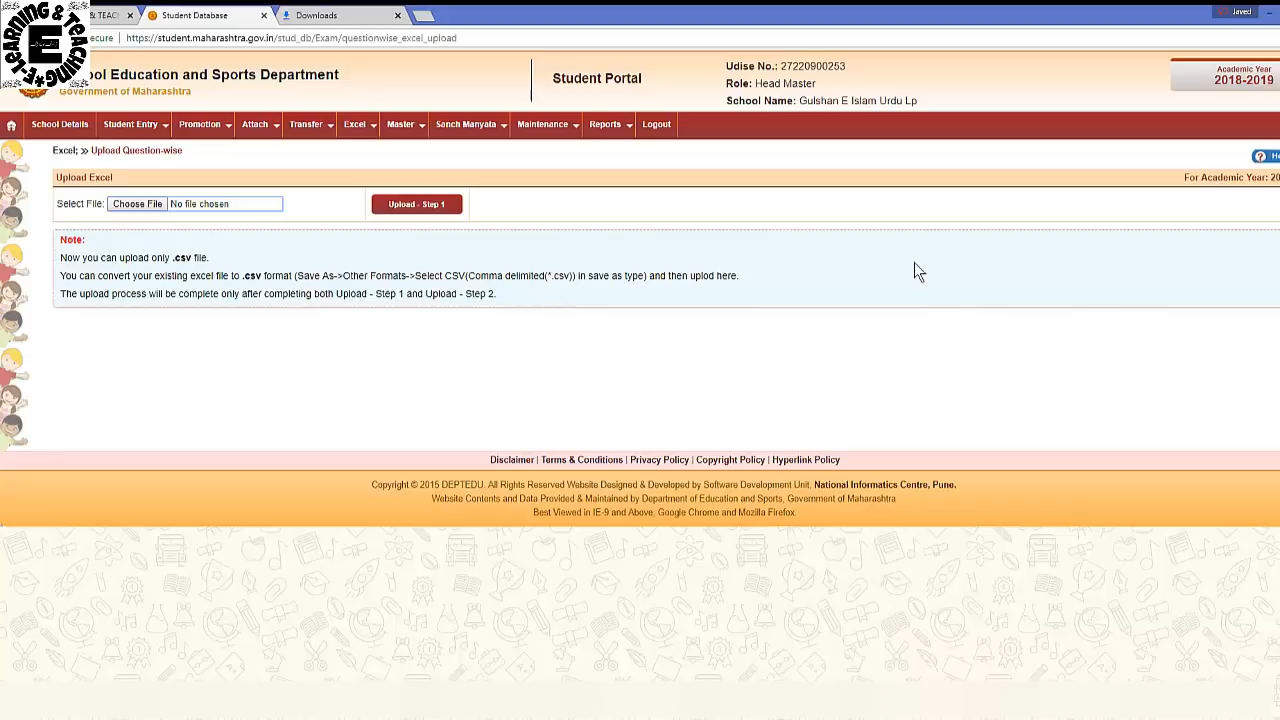 & TEACH
Student Database
Downloads
Javed
E-LEARNING & TEACHING
E
ecure
https://student.maharashtra.gov.in/stud_db/Exam/questionwise_excel_upload
ool Education and Sports Department
Government of Maharashtra
Student Portal
Udise No.: 27220900253
Role: Head Master
School Name: Gulshan E Islam Urdu Lp
Academic Year
2018-2019
School Details Student Entry Promotion Attach Transfer Excel Master Sanch Manyata Maintenance Reports Logout
Excel; >> Upload Question-wise
? He
Upload Excel
For Academic Year: 20
Select File: Choose File No file chosen
Upload - Step 1
Note:
Now you can upload only .csv file.
You can convert your existing excel file to .csv format (Save As->Other Formats->Select CSV(Comma delimited(*.csv)) in save as type) and then uplod here.
The upload process will be complete only after completing both Upload - Step 1 and Upload - Step 2.
Disclaimer | Terms & Conditions | Privacy Policy | Copyright Policy | Hyperlink Policy
Copyright © 2015 DEPTEDU. All Rights Reserved Website Designed & Developed by Software Development Unit, National Informatics Centre, Pune.
Website Contents and Data Provided & Maintained by Department of Education and Sports, Government of Maharashtra
Best Viewed in IE-9 and Above, Google Chrome and Mozilla Firefox.